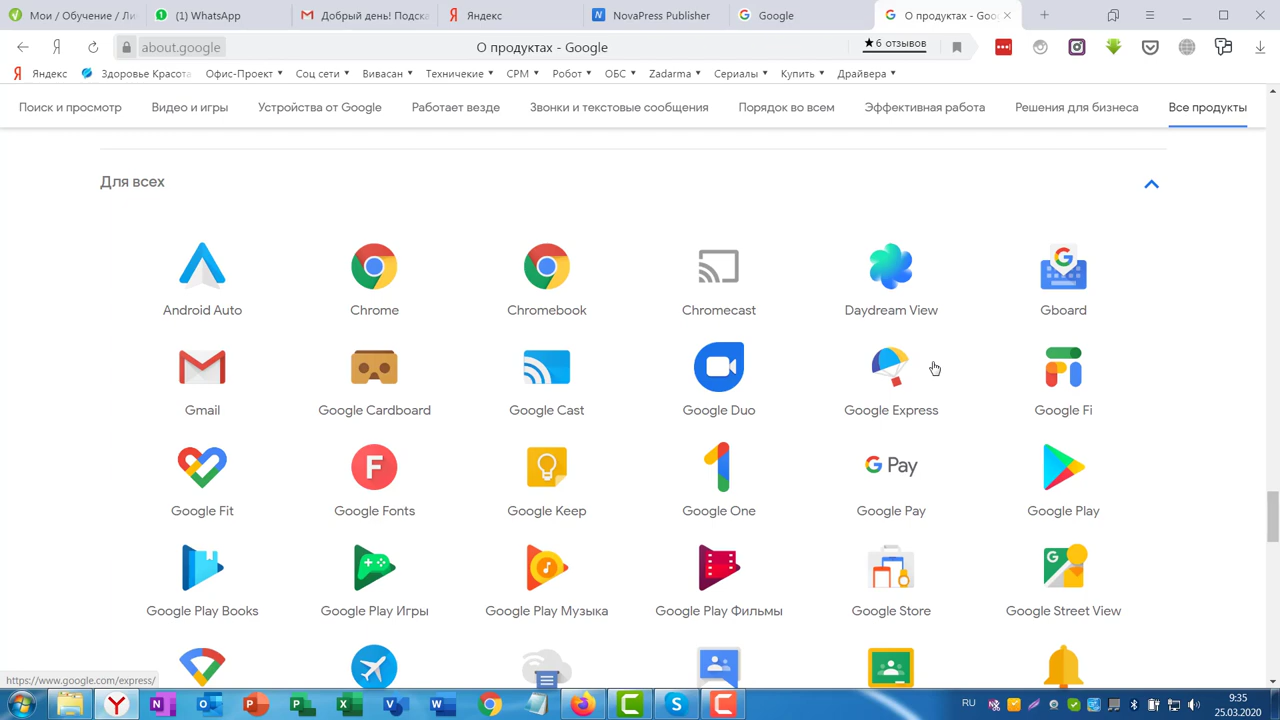 Мои / Обучение / Ли
(1) WhatsApp
Добрый день! Подска
Яндекс
NovaPress Publisher
Google
О продуктах - Goo
about.google
О продуктах - Google
★6 отзывов
Яндекс
Здоровье Красота
Офис-Проект
Соц сети
Вивасан
Технические
СРМ
Робот
ОБС
Zadarma
Сериалы
Купить
Драйвера
Поиск и просмотр
Видео и игры
Устройства от Google
Работает везде
Звонки и текстовые сообщения
Порядок во всем
Эффективная работа
Решения для бизнеса
Все продукты
Для всех
Android Auto
Chrome
Chromebook
Chromecast
Daydream View
Gboard
Gmail
Google Cardboard
Google Cast
Google Duo
Google Express
Google Fi
G Pay
Google Fit
Google Fonts
Google Keep
Google One
Google Pay
Google Play
Google Play Books
Google Play Игры
Google Play Музыка
Google Play Фильмы
Google Store
Google Street View
https://www.google.com/express/
RU
9:35
25.03.2020